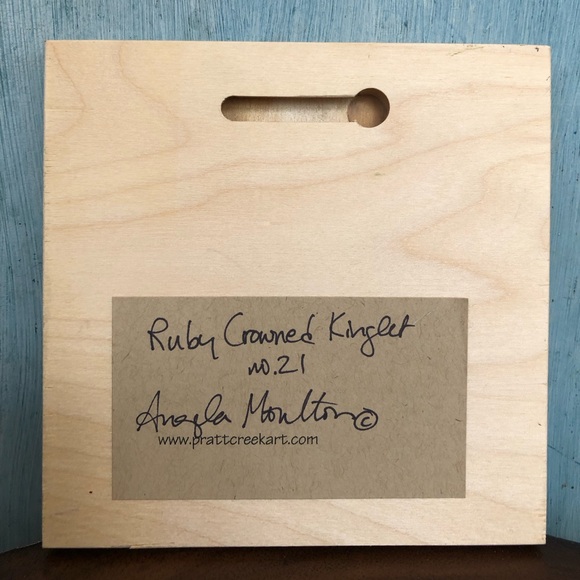 Ruby Crowned Kinglet
no.21
Angela Moulton ©
www.prattcreekart.com